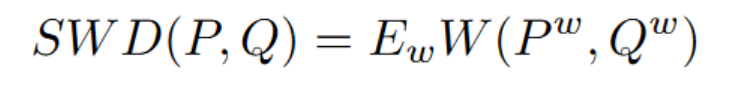 SWD(P, Q) = E_w W(P^w, Q^w)